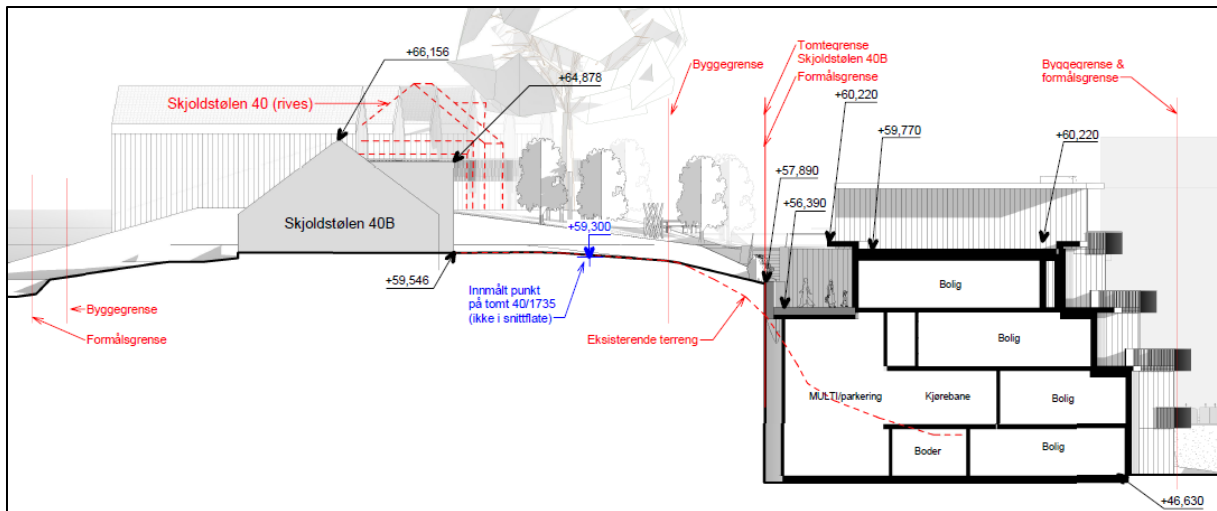 +66,156
+64,878
Skjoldstølen 40 (rives)
Byggegrense
Tomtegrense
Skjoldstølen 40B
Formålsgrense
Byggegrense &
formålsgrense
+60,220
+59,770
+60,220
+57,890
+56,390
Skjoldstølen 40B
+59,300
+59,546
Innmålt punkt
på tomt 40/1735
(ikke i snittflate)
Byggegrense
Formålsgrense
Eksisterende terreng
Bolig
Bolig
MULTI/parkering
Kjørebane
Bolig
Boder
Bolig
+46,630